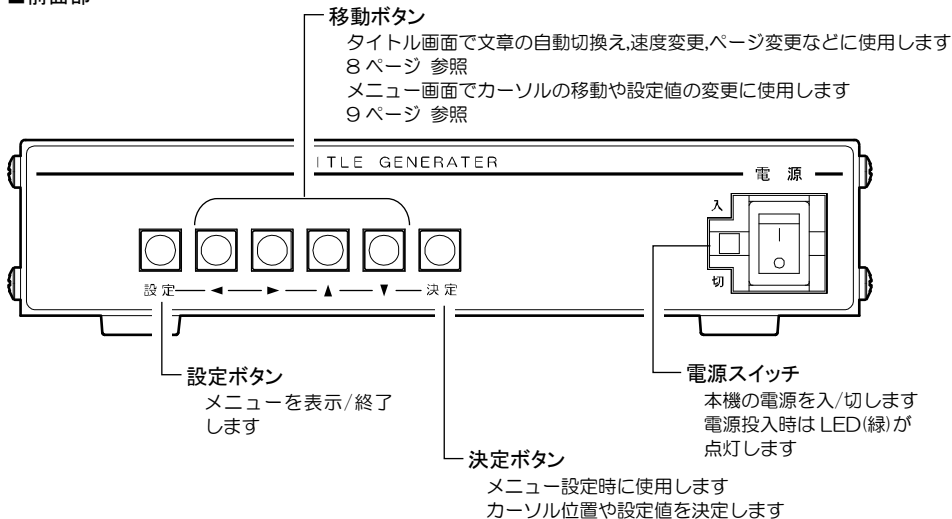 ■前面部
移動ボタン
タイトル画面で文章の自動切換え,速度変更,ページ変更などに使用します
8 ページ 参照
メニュー画面でカーソルの移動や設定値の変更に使用します
9 ページ 参照
ITLE GENERATER
電 源
入
切
設定 ◄ ► ▲ ▼ 決定
設定ボタン
メニューを表示/終了
します
電源スイッチ
本機の電源を入/切します
電源投入時は LED(緑)が
点灯します
決定ボタン
メニュー設定時に使用します
カーソル位置や設定値を決定します